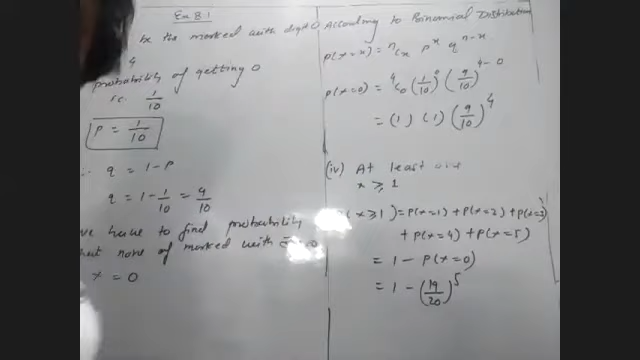 Ex 8.1
be the marked with digit 0
4
probability of getting 0
1/10
P = 1/10
q = 1 - P
q = 1 - 1/10 = 9/10
we have to find probability
that none of marked with
x = 0
According to Binomial Distribution
P(x=x) = ⁿCx pˣ qⁿ⁻ˣ
P(x=0) = ⁴C₀ (1/10)⁰ (9/10)⁴⁻⁰
= (1) (1) (9/10)⁴
(iv) At least one
x ≥ 1
(x ≥ 1) = P(x=1) + P(x=2) + P(x=3)
+ P(x=4) + P(x=5)
= 1 - P(x=0)
= 1 - (19/20)⁵